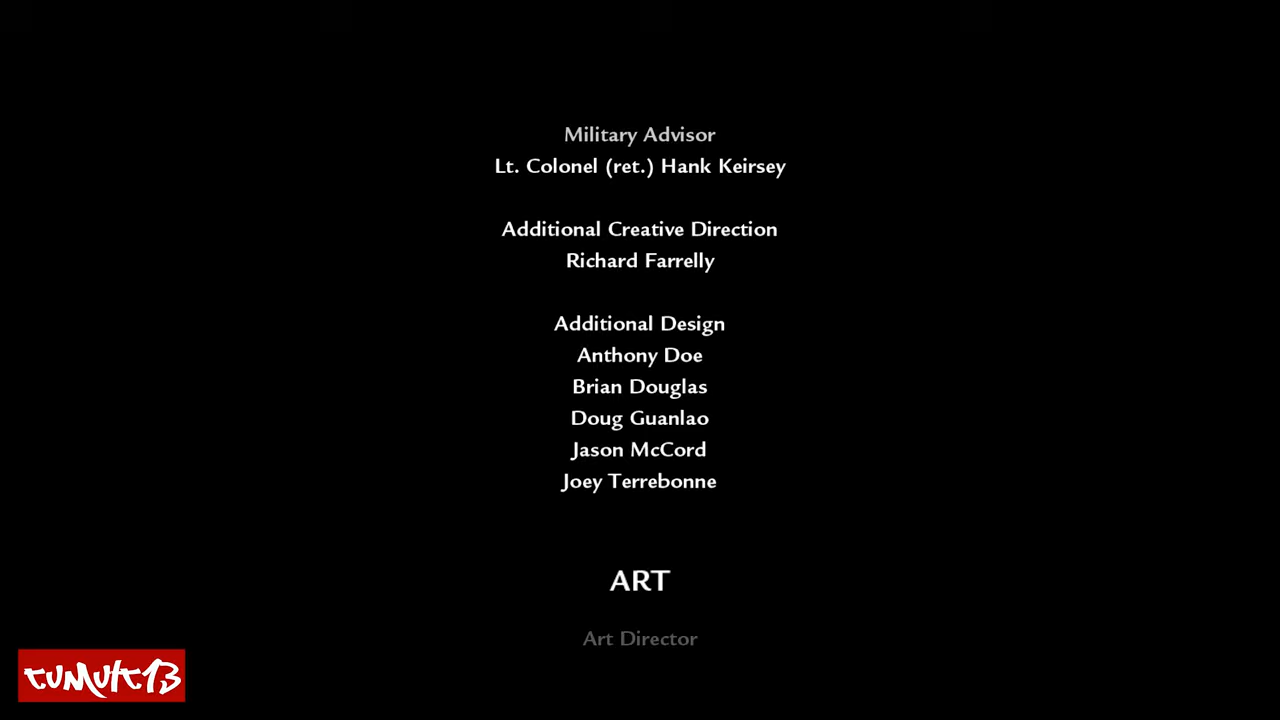 Military Advisor
Lt. Colonel (ret.) Hank Keirsey
Additional Creative Direction
Richard Farrelly
Additional Design
Anthony Doe
Brian Douglas
Doug Guanlao
Jason McCord
Joey Terrebonne
ART
Art Director
TUMULT13